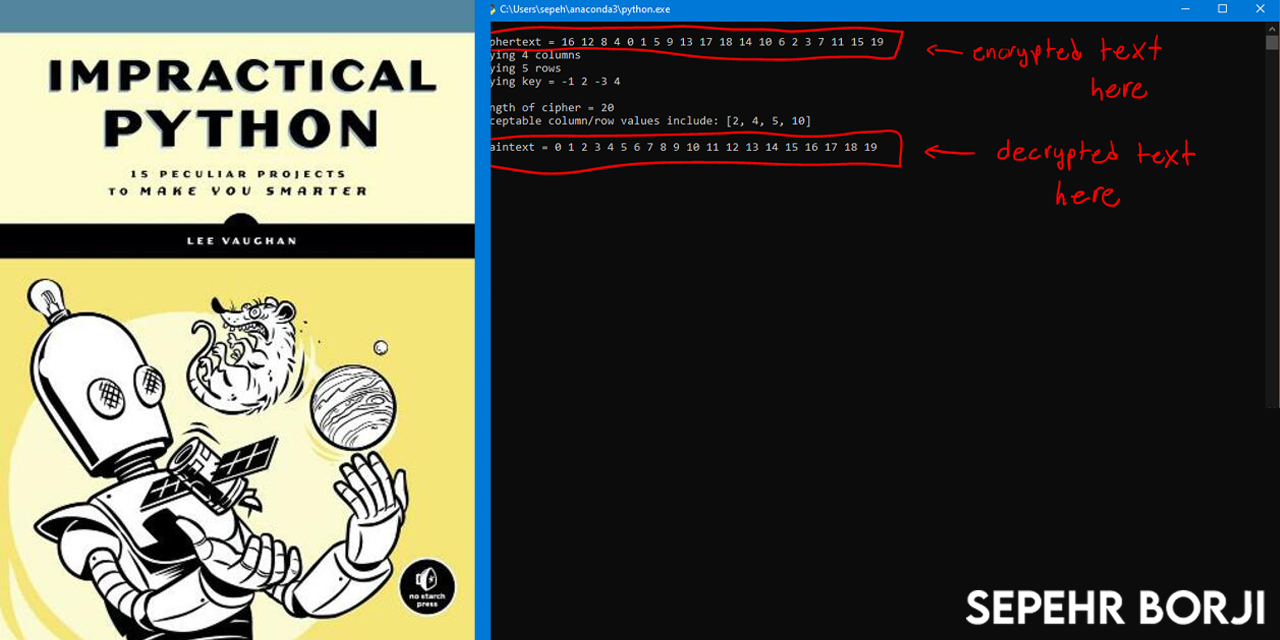 IMPRACTICAL
PYTHON
15 PECULIAR PROJECTS
TO MAKE YOU SMARTER
LEE VAUGHAN
no starch
press
C:\Users\sepeh\anaconda3\python.exe
phertext = 16 12 8 4 0 1 5 9 13 17 18 14 10 6 2 3 7 11 15 19
ying 4 columns
ying 5 rows
ying key = -1 2 -3 4
ngth of cipher = 20
ceptable column/row values include: [2, 4, 5, 10]
aintext = 0 1 2 3 4 5 6 7 8 9 10 11 12 13 14 15 16 17 18 19
encrypted text
here
decrypted text
here
SEPEHR BORJI